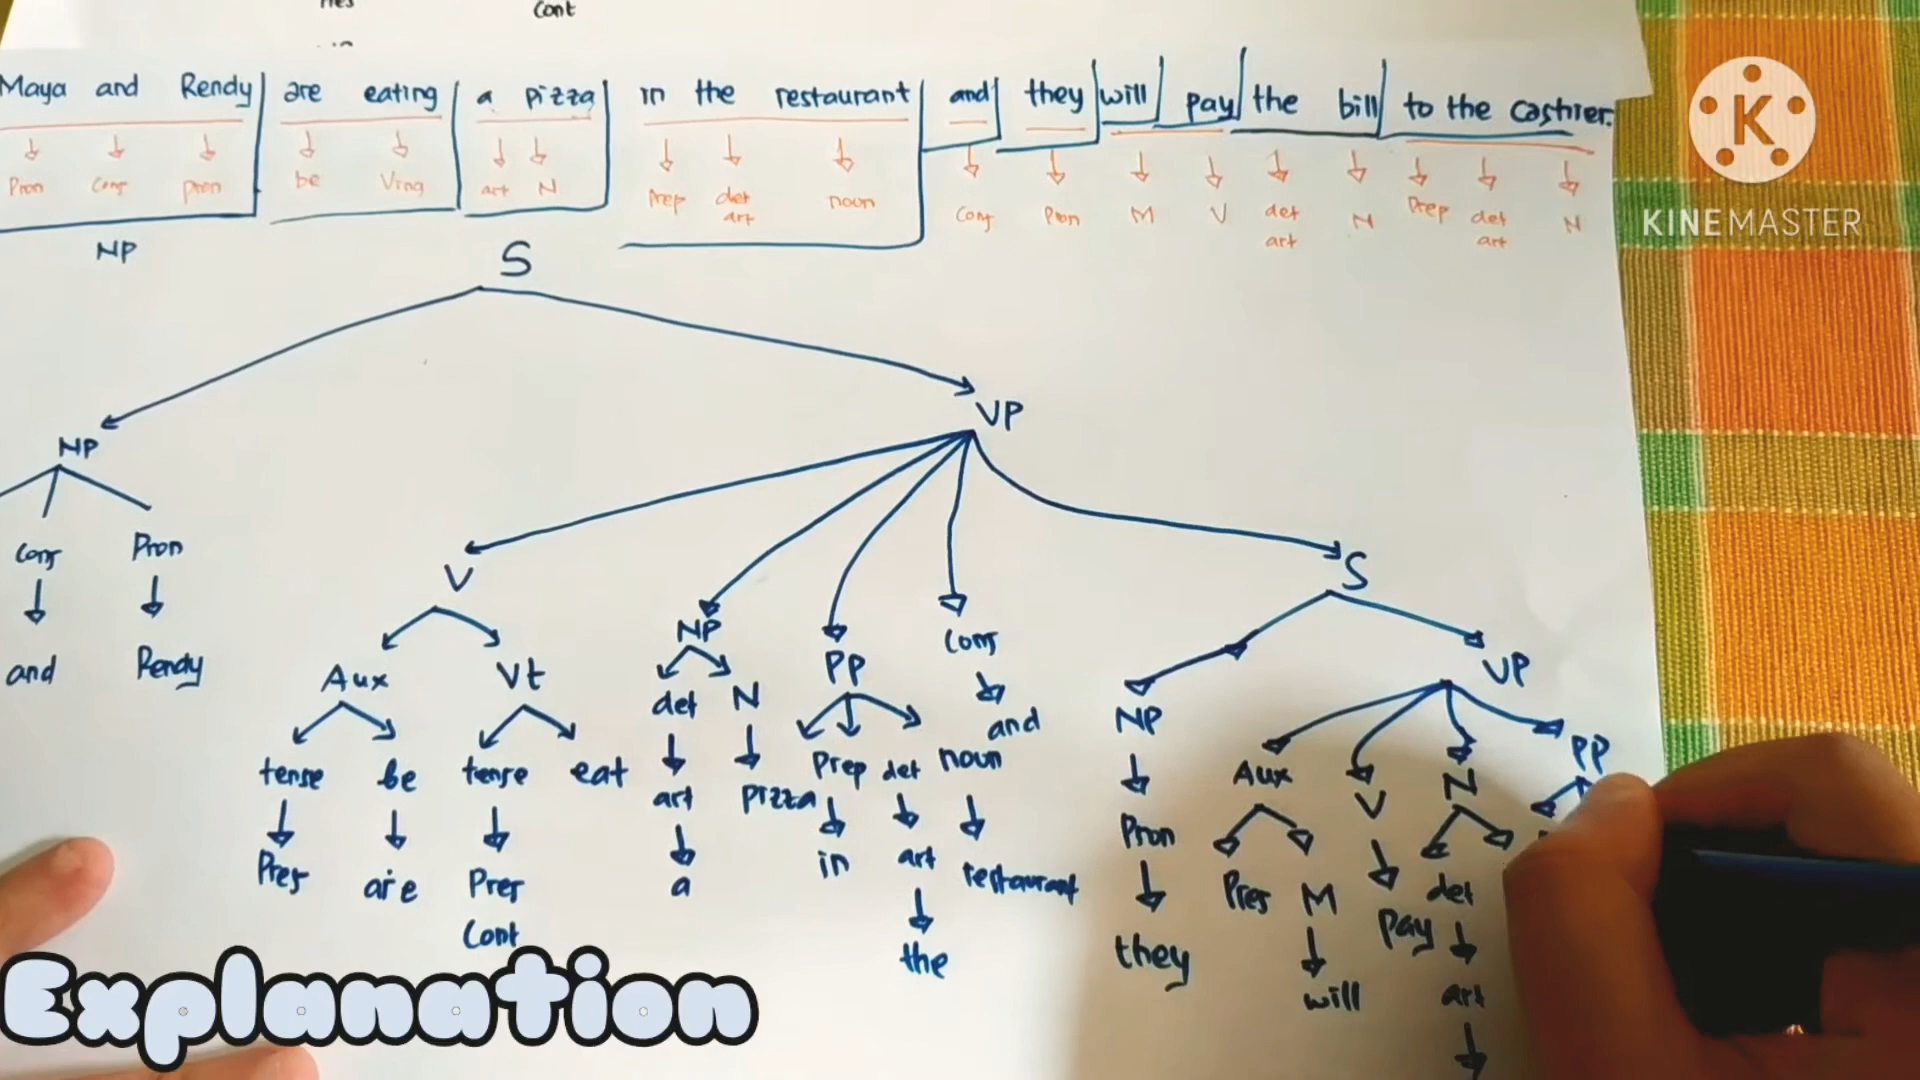 Cont
Maya and Rendy are eating a pizza in the restaurant and they will pay the bill to the cashier.
Pron Conj pron be Ving art N Prep det art noun Conj Pron M V det art N Prep det art N
NP
S
NP VP
Conj Pron V NP PP Conj S
and Rendy Aux Vt det N Prep det noun and NP VP
tense be tense eat art pizza in art restaurant Pron Aux V N PP
Pres are Pres a the they Pres M pay det
Cont will art
Explanation
K
KINEMASTER